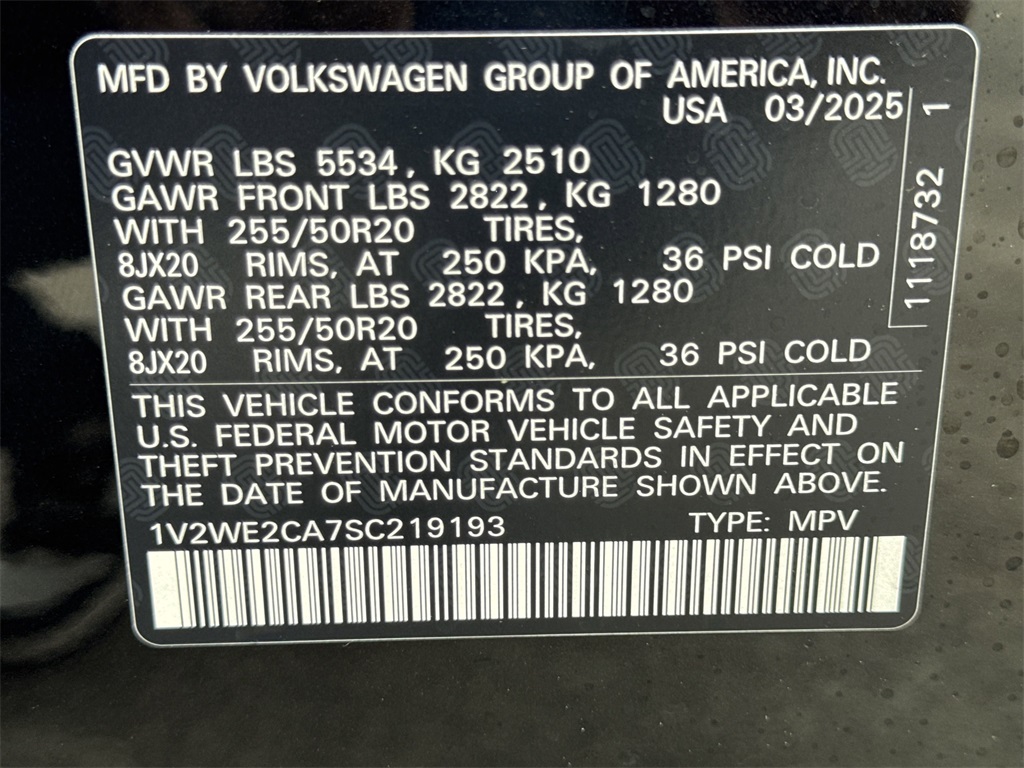 MFD BY VOLKSWAGEN GROUP OF AMERICA, INC.
USA 03/2025
GVWR LBS 5534, KG 2510
GAWR FRONT LBS 2822, KG 1280
WITH 255/50R20 TIRES,
8JX20 RIMS, AT 250 KPA, 36 PSI COLD
GAWR REAR LBS 2822, KG 1280
WITH 255/50R20 TIRES,
8JX20 RIMS, AT 250 KPA, 36 PSI COLD
1118732 1
THIS VEHICLE CONFORMS TO ALL APPLICABLE
U.S. FEDERAL MOTOR VEHICLE SAFETY AND
THEFT PREVENTION STANDARDS IN EFFECT ON
THE DATE OF MANUFACTURE SHOWN ABOVE.
1V2WE2CA7SC219193 TYPE: MPV